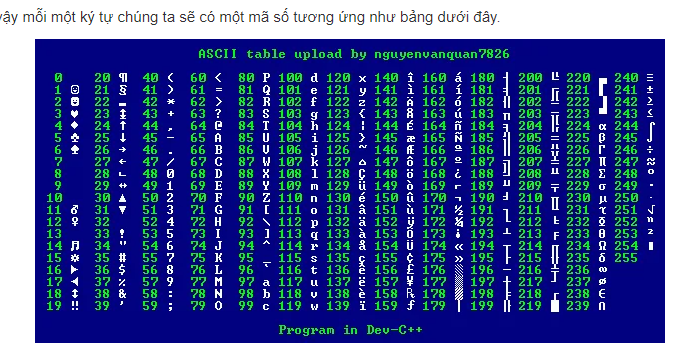 vậy mỗi một ký tự chúng ta sẽ có một mã số tương ứng như bảng dưới đây.
ASCII table upload by nguyenvanquan7826
0 20 ¶ 40 ( 60 < 80 P 100 d 120 x 140 î 160 á 180 ┤ 200 ╚ 220 ▄ 240 ≡
1 ☺ 21 § 41 ) 61 = 81 Q 101 e 121 y 141 ì 161 í 181 ╡ 201 ╔ 221 ▌ 241 ±
2 ☻ 22 ▬ 42 * 62 > 82 R 102 f 122 z 142 Ä 162 ó 182 ╢ 202 ╩ 222 ▐ 242 ≥
3 ♥ 23 ↨ 43 + 63 ? 83 S 103 g 123 { 143 Å 163 ú 183 ╖ 203 ╦ 223 ▀ 243 ≤
4 ♦ 24 ↑ 44 , 64 @ 84 T 104 h 124 | 144 É 164 ñ 184 ╕ 204 ╠ 224 α 244 ⌠
5 ♣ 25 ↓ 45 - 65 A 85 U 105 i 125 } 145 æ 165 Ñ 185 ╣ 205 ═ 225 ß 245 ⌡
6 ♠ 26 → 46 . 66 B 86 V 106 j 126 ~ 146 Æ 166 ª 186 ║ 206 ╬ 226 Γ 246 ÷
7 27 ← 47 / 67 C 87 W 107 k 127 ⌂ 147 ô 167 º 187 ╗ 207 ╧ 227 π 247 ≈
8 28 ∟ 48 0 68 D 88 X 108 l 128 Ç 148 ö 168 ¿ 188 ╝ 208 ╨ 228 Σ 248 °
9 29 ↔ 49 1 69 E 89 Y 109 m 129 ü 149 ò 169 ⌐ 189 ╜ 209 ╤ 229 σ 249 ∙
10 30 ▲ 50 2 70 F 90 Z 110 n 130 é 150 û 170 ¬ 190 ╛ 210 ╥ 230 µ 250 ·
11 ♂ 31 ▼ 51 3 71 G 91 [ 111 o 131 â 151 ù 171 ½ 191 ┐ 211 ╙ 231 τ 251 √
12 ♀ 32 52 4 72 H 92 \ 112 p 132 ä 152 ÿ 172 ¼ 192 └ 212 ╘ 232 Φ 252 ⁿ
13 33 ! 53 5 73 I 93 ] 113 q 133 à 153 Ö 173 ¡ 193 ┴ 213 ╒ 233 Θ 253 ²
14 ♫ 34 " 54 6 74 J 94 ^ 114 r 134 å 154 Ü 174 « 194 ┬ 214 ╓ 234 Ω 254 ■
15 ☼ 35 # 55 7 75 K 95 _ 115 s 135 ç 155 ¢ 175 » 195 ├ 215 ╫ 235 δ 255
16 ► 36 $ 56 8 76 L 96 ` 116 t 136 ê 156 £ 176 ░ 196 ─ 216 ╪ 236 ∞
17 ◄ 37 % 57 9 77 M 97 a 117 u 137 ë 157 ¥ 177 ▒ 197 ┼ 217 ┘ 237 φ
18 ↕ 38 & 58 : 78 N 98 b 118 v 138 è 158 ₧ 178 ▓ 198 ╞ 218 ┌ 238 ε
19 ‼ 39 ' 59 ; 79 O 99 c 119 w 139 ï 159 ƒ 179 │ 199 ╟ 219 █ 239 ∩
Program in Dev-C++